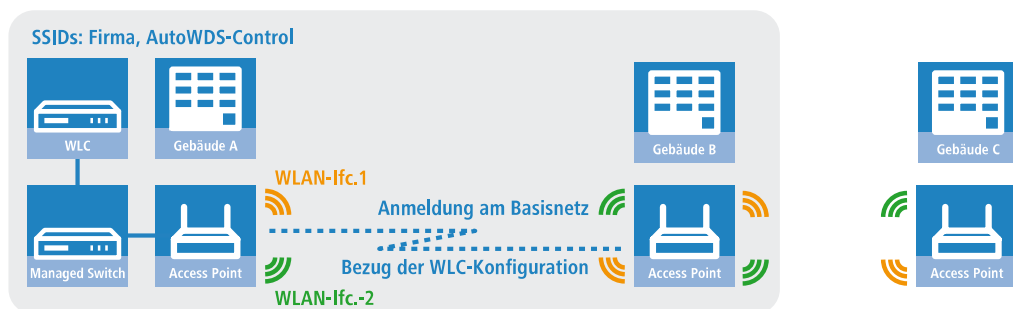 SSIDs: Firma, AutoWDS-Control
WLC
Gebäude A
Gebäude B
Gebäude C
WLAN-Ifc.1
Anmeldung am Basisnetz
Bezug der WLC-Konfiguration
Managed Switch
Access Point
Access Point
Access Point
WLAN-Ifc.-2